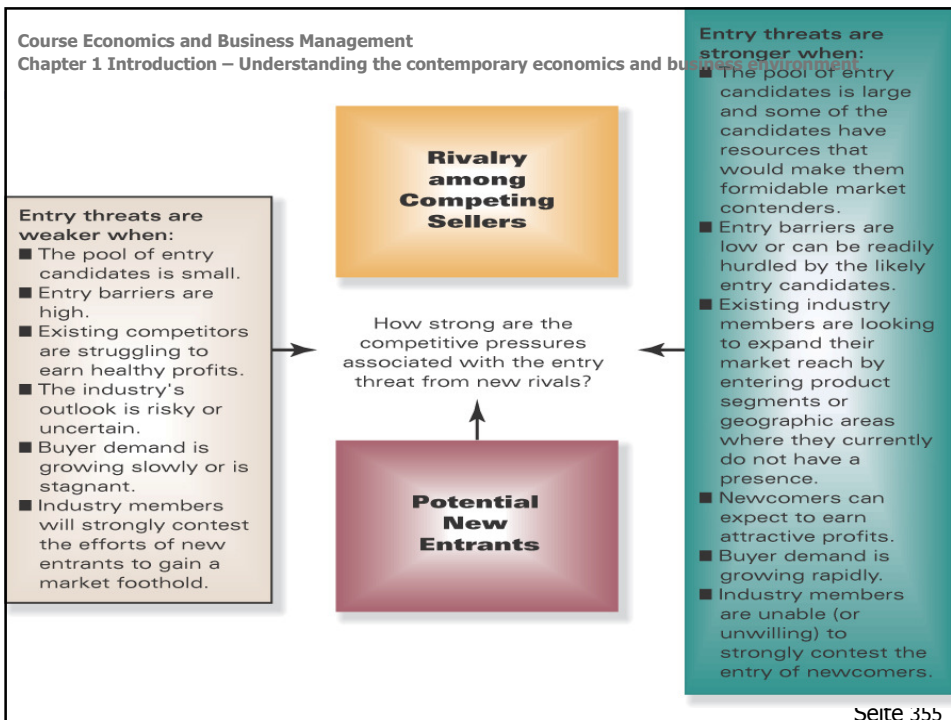 Course Economics and Business Management
Chapter 1 Introduction – Understanding the contemporary economics and business environment
Rivalry
among
Competing
Sellers
Entry threats are
weaker when:
■ The pool of entry
candidates is small.
■ Entry barriers are
high.
■ Existing competitors
are struggling to
earn healthy profits.
■ The industry's
outlook is risky or
uncertain.
■ Buyer demand is
growing slowly or is
stagnant.
■ Industry members
will strongly contest
the efforts of new
entrants to gain a
market foothold.
How strong are the
competitive pressures
associated with the entry
threat from new rivals?
Potential
New
Entrants
Entry threats are
stronger when:
■ The pool of entry
candidates is large
and some of the
candidates have
resources that
would make them
formidable market
contenders.
■ Entry barriers are
low or can be readily
hurdled by the likely
entry candidates.
■ Existing industry
members are looking
to expand their
market reach by
entering product
segments or
geographic areas
where they currently
do not have a
presence.
■ Newcomers can
expect to earn
attractive profits.
■ Buyer demand is
growing rapidly.
■ Industry members
are unable (or
unwilling) to
strongly contest the
entry of newcomers.
Seite 355